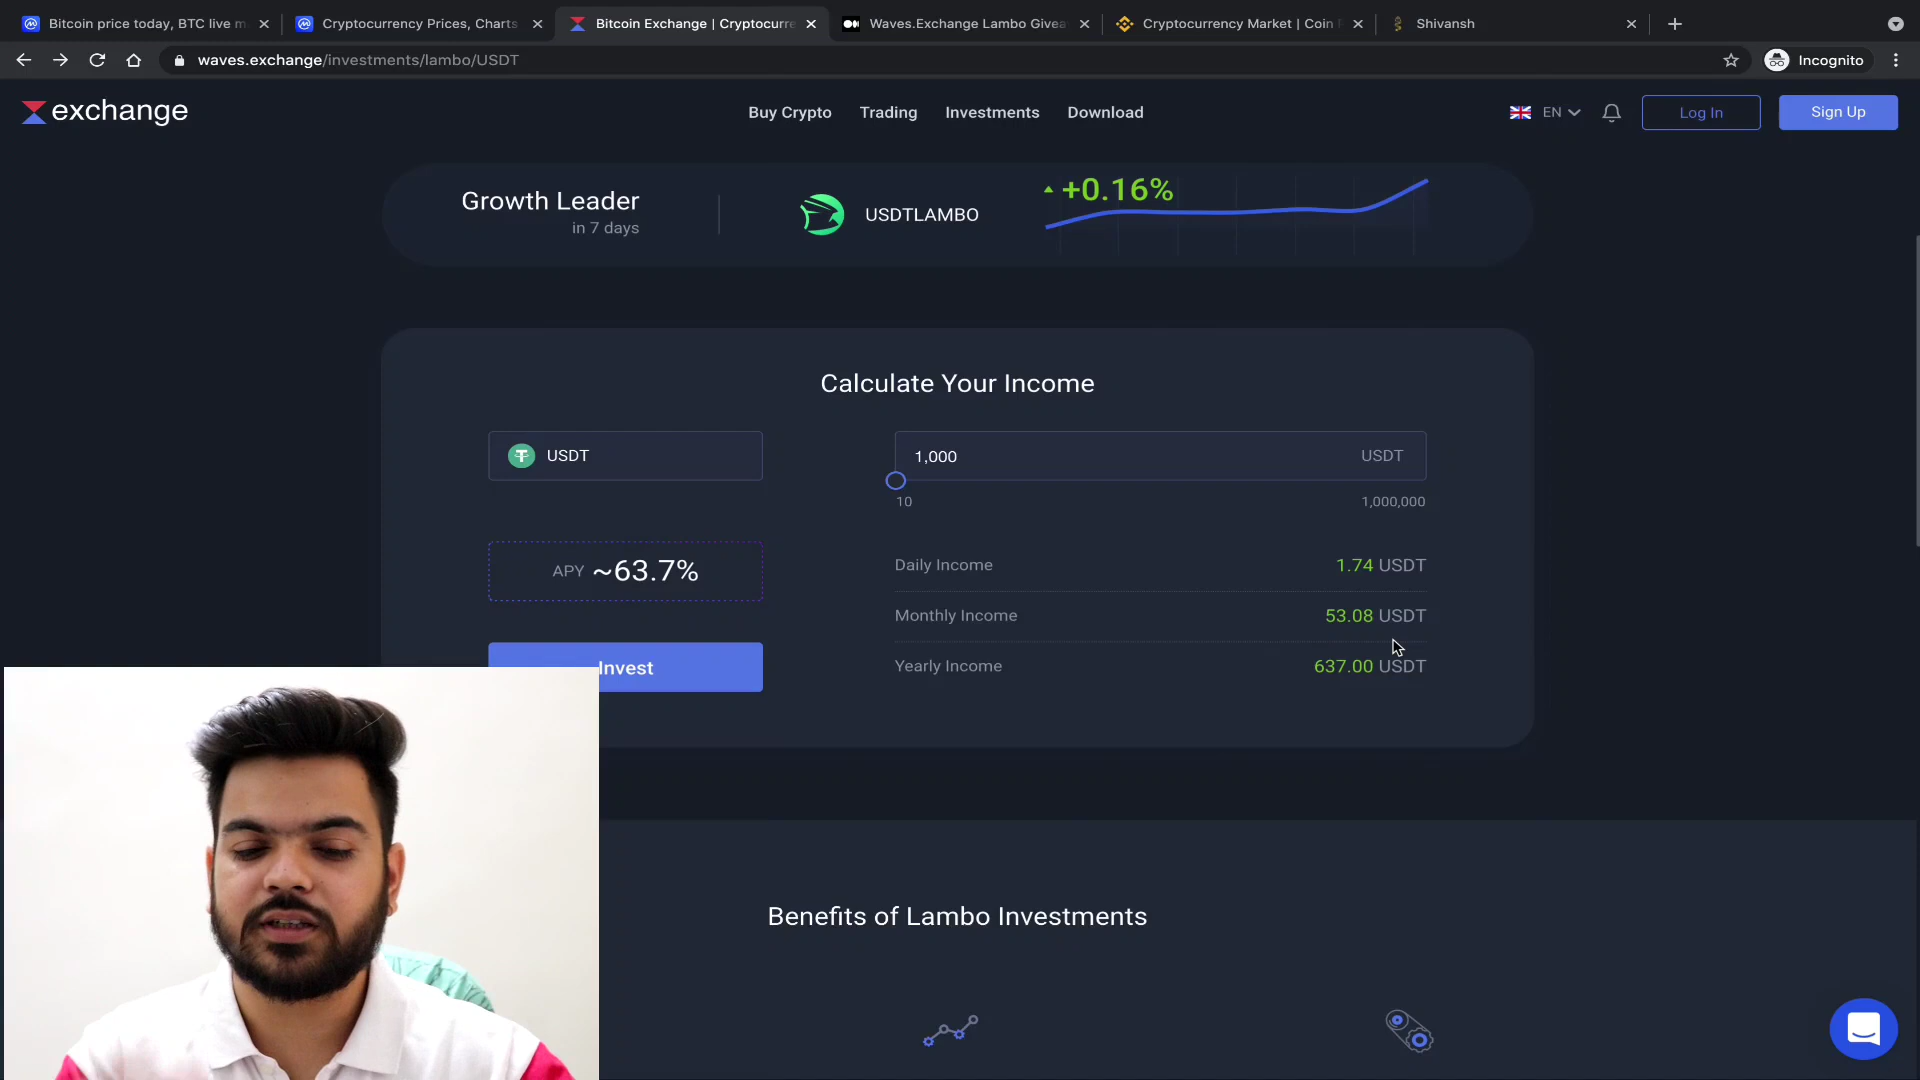 Bitcoin price today, BTC live m
Cryptocurrency Prices, Charts
Bitcoin Exchange | Cryptocurre
Waves.Exchange Lambo Givea
Cryptocurrency Market | Coin P
Shivansh
waves.exchange/investments/lambo/USDT
Incognito
exchange
Buy Crypto
Trading
Investments
Download
EN
Log In
Sign Up
Growth Leader
in 7 days
USDTLAMBO
+0.16%
Calculate Your Income
USDT
1,000
USDT
10
1,000,000
APY ~63.7%
Daily Income
1.74 USDT
Monthly Income
53.08 USDT
Invest
Yearly Income
637.00 USDT
Benefits of Lambo Investments